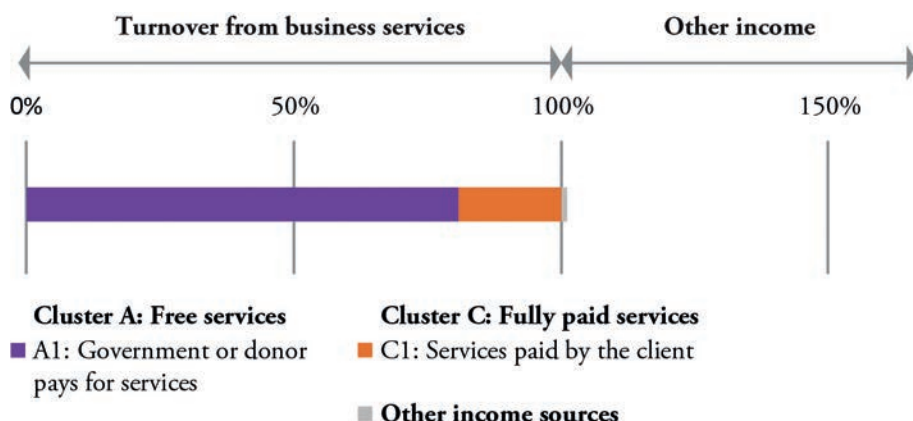 Turnover from business services Other income
0% 50% 100% 150%
Cluster A: Free services
A1: Government or donor
pays for services
Cluster C: Fully paid services
C1: Services paid by the client
Other income sources